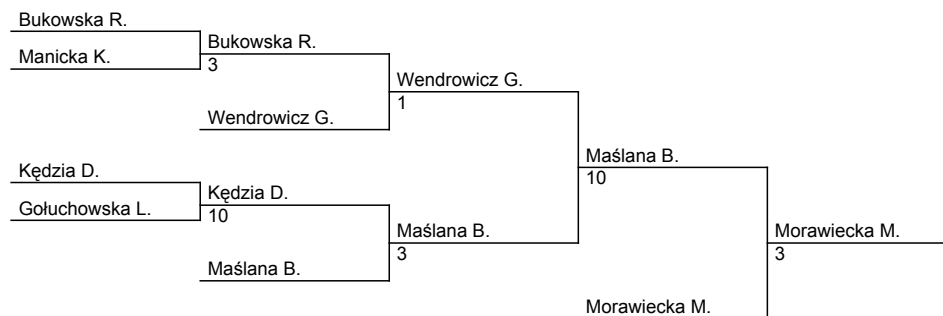 Bukowska R.
Manicka K.
Bukowska R.
3
Wendrowicz G.
Wendrowicz G.
1
Kędzia D.
Gołuchowska L.
Kędzia D.
10
Maślana B.
Maślana B.
3
Maślana B.
10
Morawiecka M.
Morawiecka M.
3